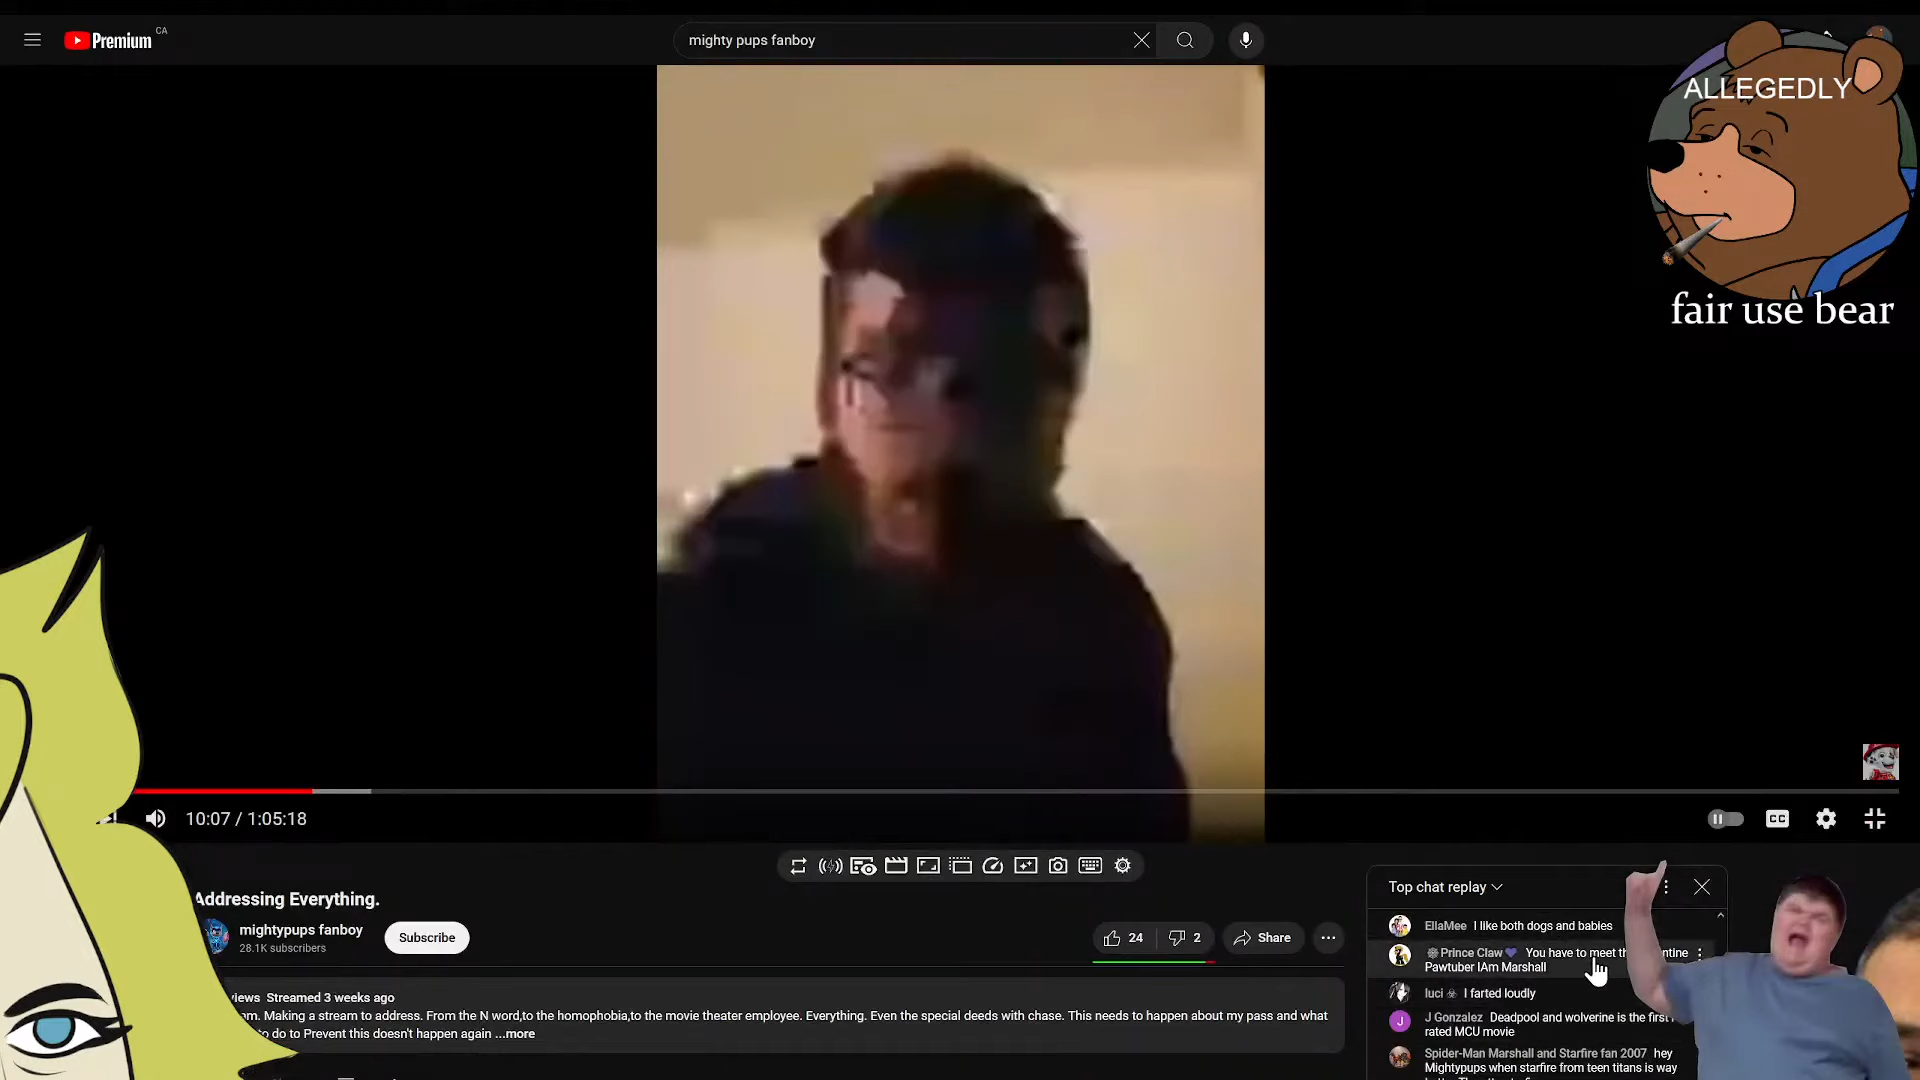 Premium CA
mighty pups fanboy
ALLEGEDLY
fair use bear
10:07 / 1:05:18
CC
Addressing Everything.
mightypups fanboy
28.1K subscribers
Subscribe
24
2
Share
Top chat replay
EllaMee I like both dogs and babies
Prince Claw You have to meet
Pawtuber IAm Marshall
luci I farted loudly
J
J Gonzalez Deadpool and wolverine is the first
rated MCU movie
Spider-Man Marshall and Starfire fan 2007 hey
Mightypups when starfire from teen titans is way
views Streamed 3 weeks ago
Making a stream to address. From the N word,to the homophobia,to the movie theater employee. Everything. Even the special deeds with chase. This needs to happen about my pass and what
to do to Prevent this doesn't happen again ...more